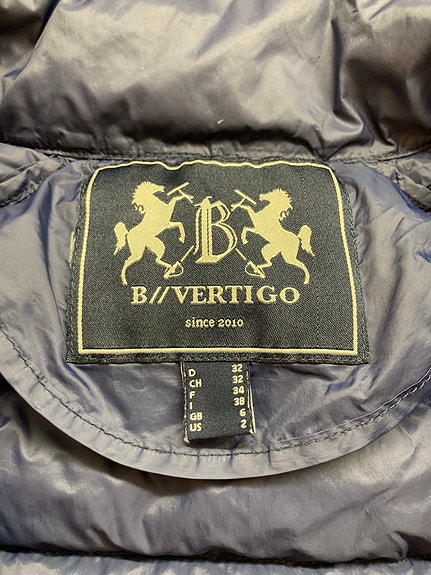 B
B//VERTIGO
since 2010
D 32
CH 32
F 34
I 38
GB 6
US 2